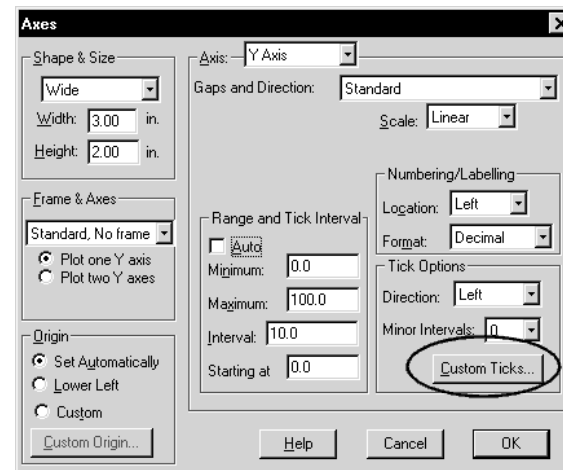 Axes
Shape & Size
Wide
Width: 3.00 in.
Height: 2.00 in.
Frame & Axes
Standard, No frame
Plot one Y axis
Plot two Y axes
Origin
Set Automatically
Lower Left
Custom
Custom Origin...
Axis: Y Axis
Gaps and Direction: Standard
Scale: Linear
Range and Tick Interval
Auto
Minimum: 0.0
Maximum: 100.0
Interval: 10.0
Starting at 0.0
Numbering/Labelling
Location: Left
Format: Decimal
Tick Options
Direction: Left
Minor Intervals: 0
Custom Ticks...
Help Cancel OK